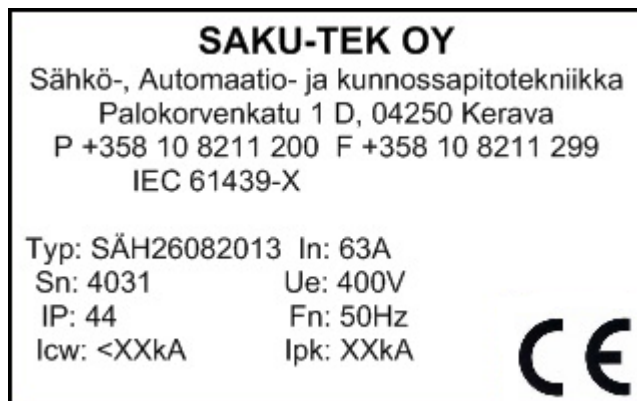 SAKU-TEK OY
Sähkö-, Automaatio- ja kunnossapitotekniikka
Palokorvenkatu 1 D, 04250 Kerava
P +358 10 8211 200 F +358 10 8211 299
IEC 61439-X
Typ: SÄH26082013 In: 63A
Sn: 4031 Ue: 400V
IP: 44 Fn: 50Hz
Icw: <XXkA Ipk: XXkA
CE